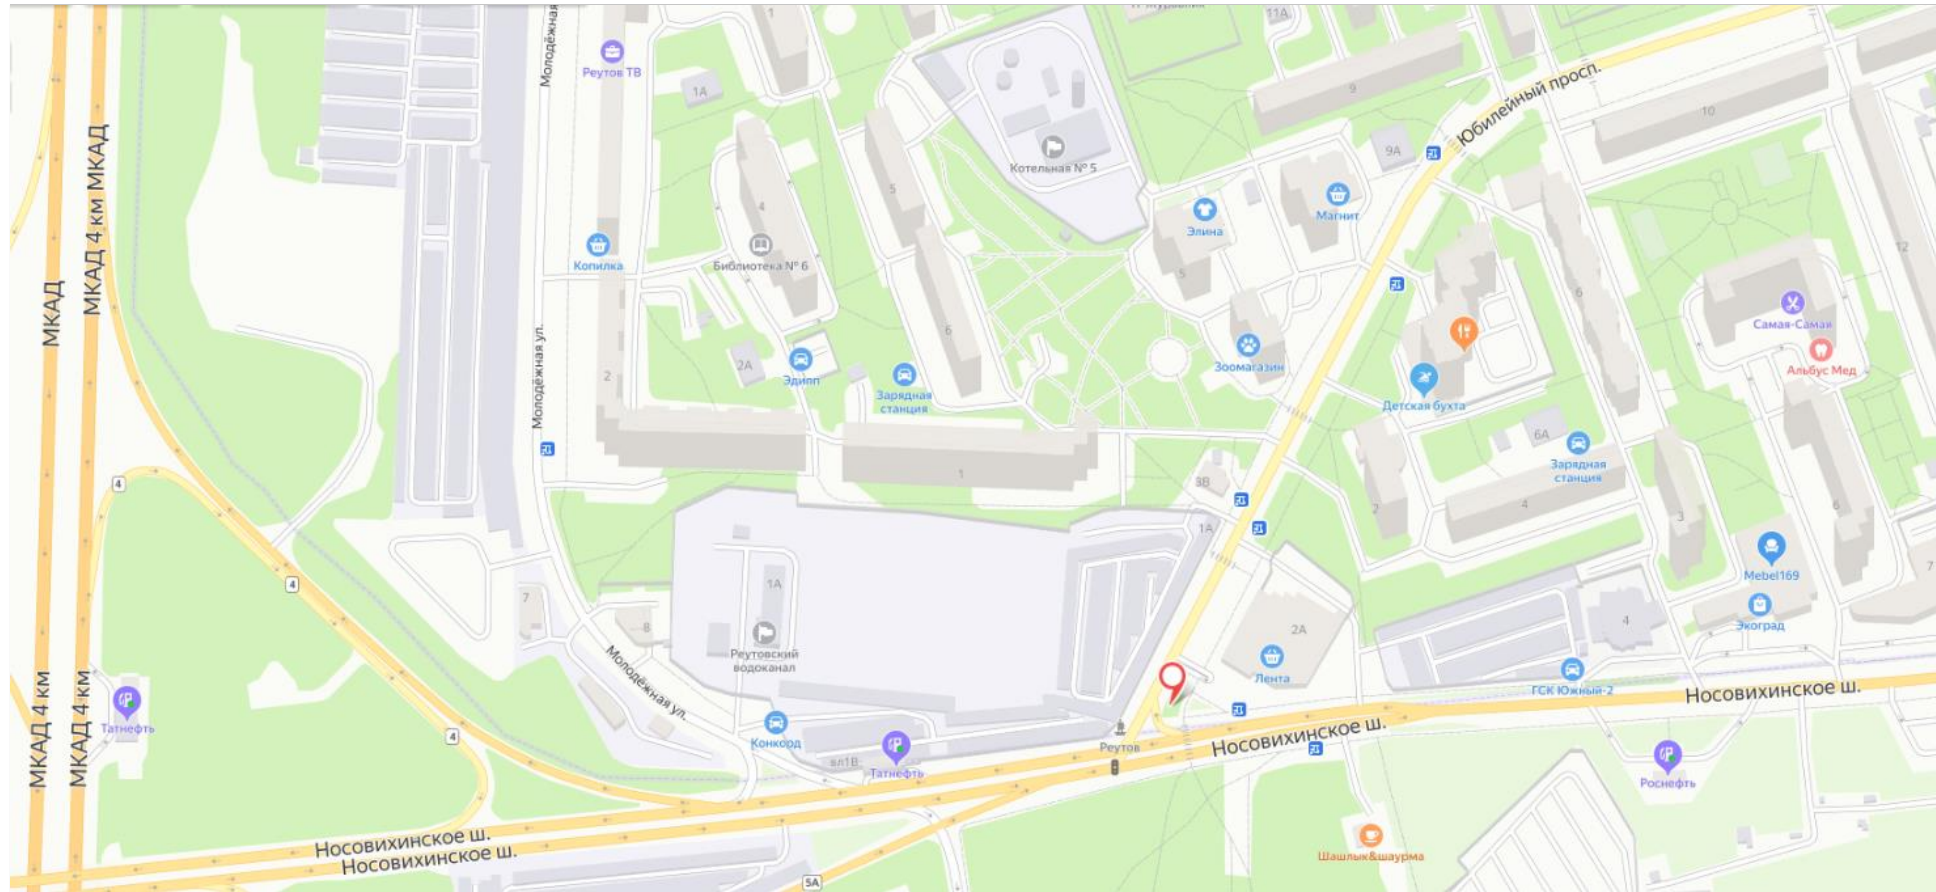 1
11А
Молодёжная
Реутов ТВ
1А
9
Юбилейный просп.
10
МКАД 4 км МКАД
Котельная № 5
9А
5
4
Магнит
Элина
12
Копилка
Библиотека № 6
5
6
МКАД
Самая-Самая
6
Зоомагазин
Альбус Мед
Молодёжная ул.
2А
Эдипп
2
Зарядная
станция
Детская бухта
6А
Зарядная
станция
1
3В
4
4
2
3
6
1А
Mebel169
7
4
1А
7
8
2А
4
Экоград
Реутовский
водоканал
Лента
ГСК Южный-2
Носовихинское ш.
Молодёжная ул.
МКАД 4 км
МКАД 4 км
Татнефть
4
Конкорд
Реутов
Носовихинское ш.
вл1В
Татнефть
Роснефть
Носовихинское ш.
Носовихинское ш.
Шашлык&шаурма
5А